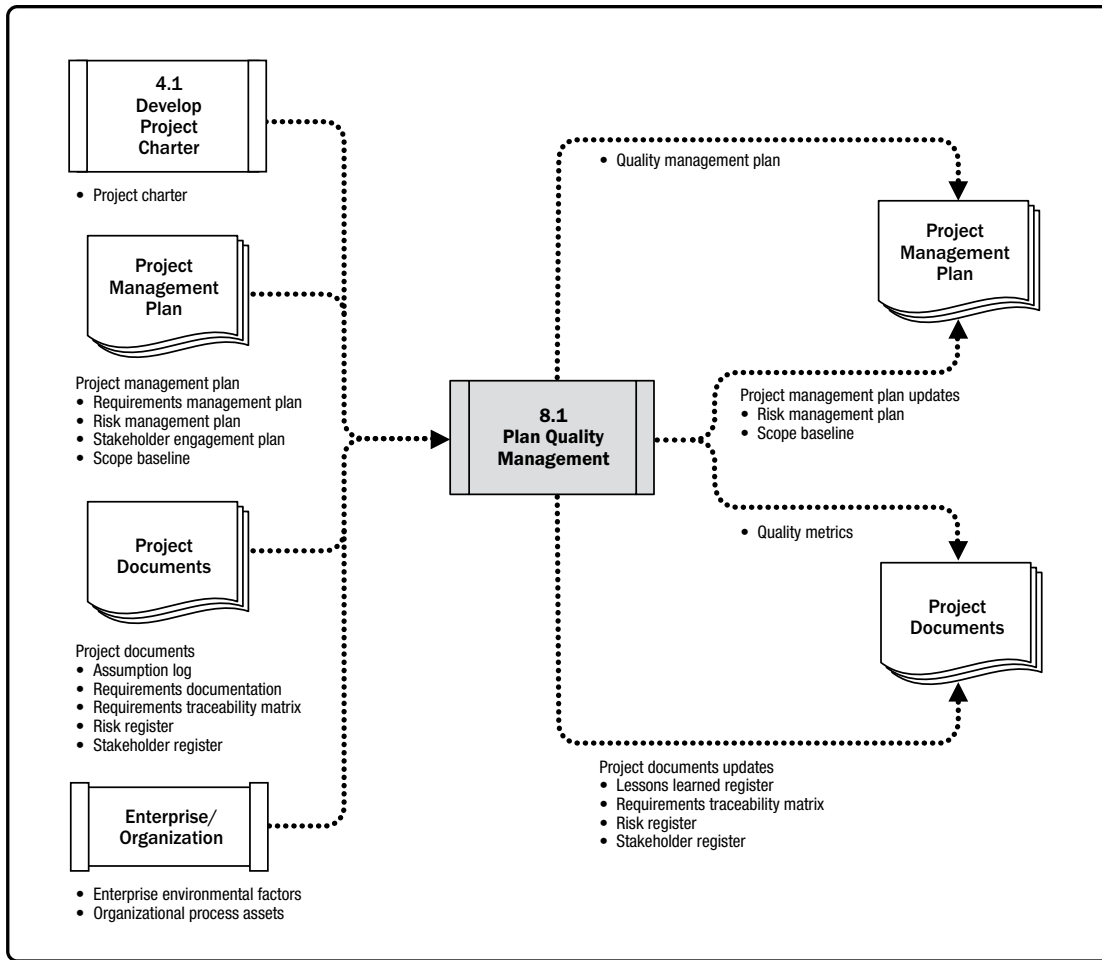 4.1
Develop
Project
Charter
• Project charter
Project
Management
Plan
Project management plan
• Requirements management plan
• Risk management plan
• Stakeholder engagement plan
• Scope baseline
Project
Documents
Project documents
• Assumption log
• Requirements documentation
• Requirements traceability matrix
• Risk register
• Stakeholder register
Enterprise/
Organization
• Enterprise environmental factors
• Organizational process assets
8.1
Plan Quality
Management
• Quality management plan
Project
Management
Plan
Project management plan updates
• Risk management plan
• Scope baseline
• Quality metrics
Project
Documents
Project documents updates
• Lessons learned register
• Requirements traceability matrix
• Risk register
• Stakeholder register